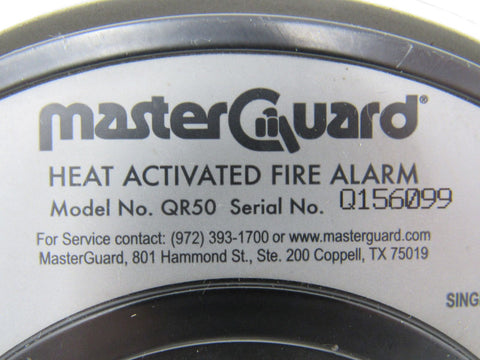 masterGuard®
HEAT ACTIVATED FIRE ALARM
Model No. QR50 Serial No. Q156099
For Service contact: (972) 393-1700 or www.masterguard.com
MasterGuard, 801 Hammond St., Ste. 200 Coppell, TX 75019